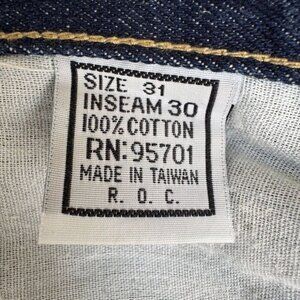 SIZE 31
INSEAM 30
100% COTTON
RN: 95701
MADE IN TAIWAN
R. O. C.